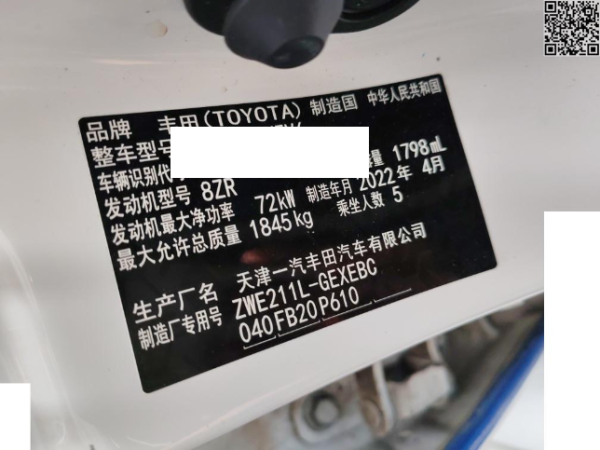 品牌 丰田(TOYOTA) 制造国 中华人民共和国
整车型号
车辆识别代
发动机型号 8ZR 1798mL
发动机最大净功率 72kW 制造年月 2022年 4月
最大允许总质量 1845kg 乘坐人数 5
生产厂名 天津一汽丰田汽车有限公司
制造厂专用号 ZWE211L-GEXEBC
040FB20P610